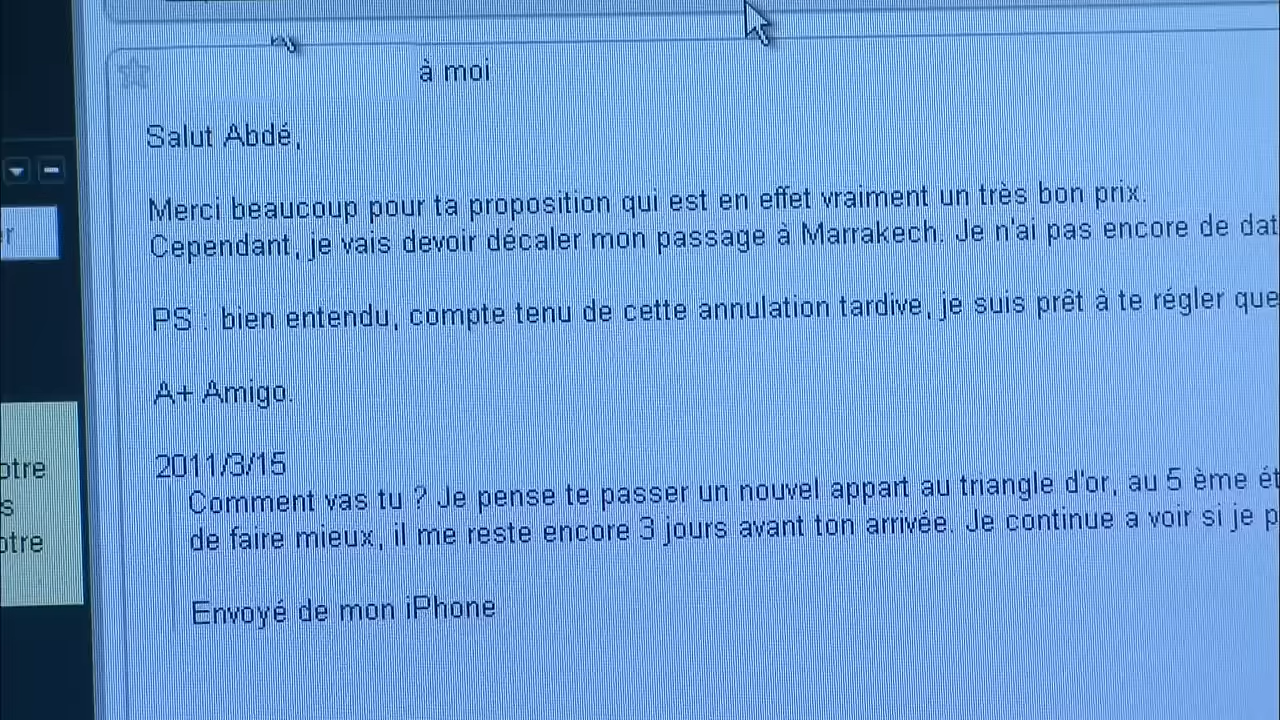 à moi
Salut Abdé,
Merci beaucoup pour ta proposition qui est en effet vraiment un très bon prix.
Cependant, je vais devoir décaler mon passage à Marrakech. Je n'ai pas encore de dat
PS : bien entendu, compte tenu de cette annulation tardive, je suis prêt à te régler que
A+ Amigo.
2011/3/15
Comment vas tu ? Je pense te passer un nouvel appart au triangle d'or, au 5 ème ét
de faire mieux, il me reste encore 3 jours avant ton arrivée. Je continue a voir si je p
Envoyé de mon iPhone
r
otre
s
otre